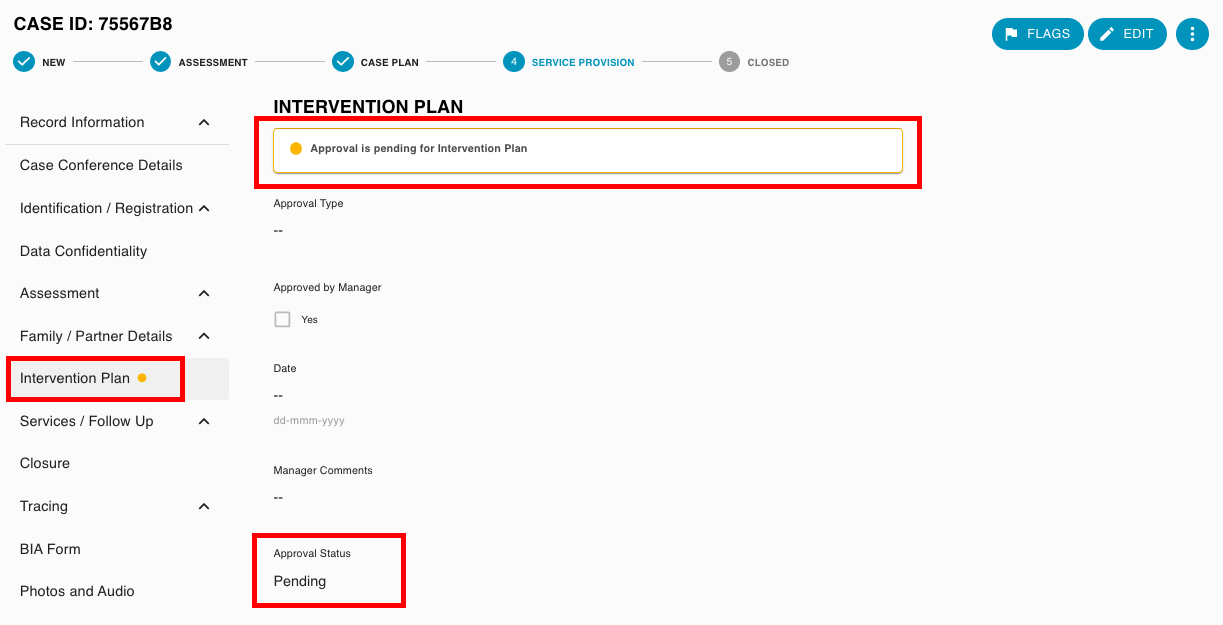 CASE ID: 75567B8
FLAGS
EDIT
NEW
ASSESSMENT
CASE PLAN
4 SERVICE PROVISION
5 CLOSED
Record Information
Case Conference Details
Identification / Registration
Data Confidentiality
Assessment
Family / Partner Details
Intervention Plan
Services / Follow Up
Closure
Tracing
BIA Form
Photos and Audio
INTERVENTION PLAN
Approval is pending for Intervention Plan
Approval Type
--
Approved by Manager
Yes
Date
--
dd-mmm-yyyy
Manager Comments
--
Approval Status
Pending